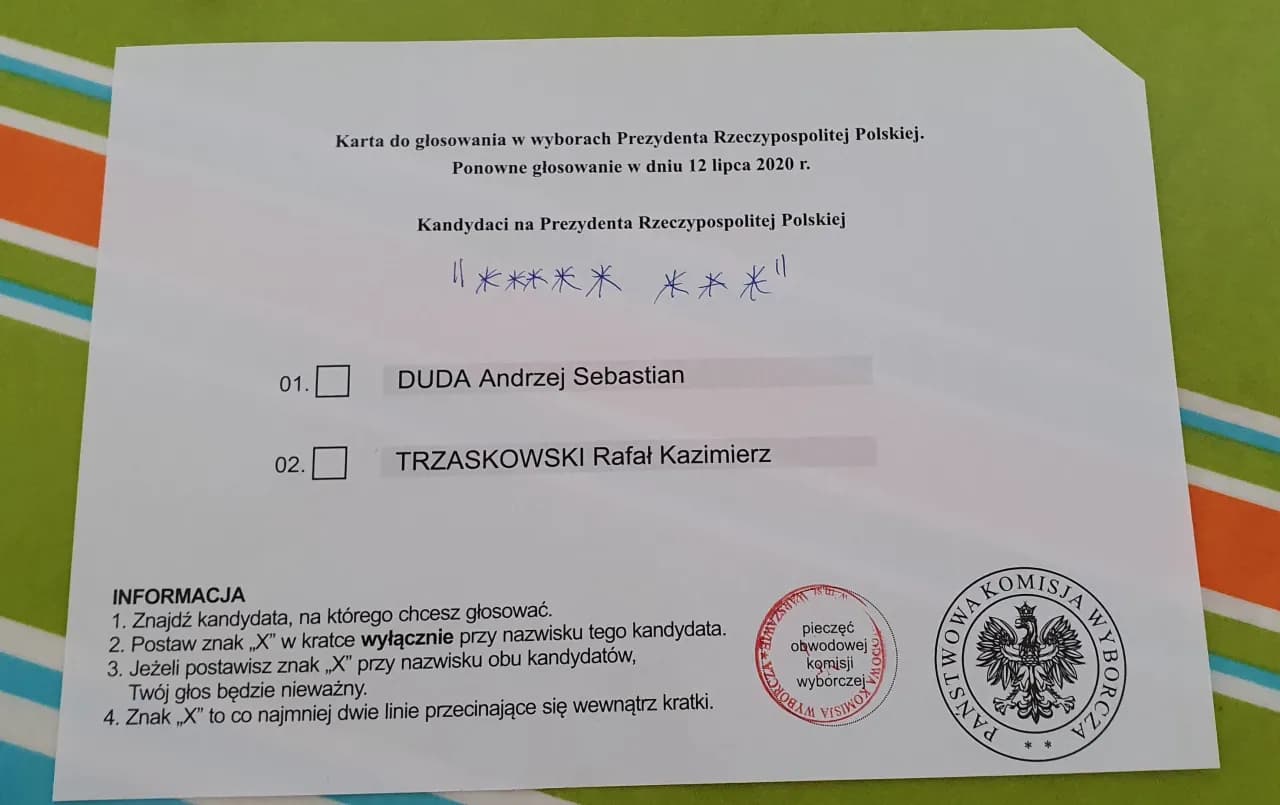 Karta do głosowania w wyborach Prezydenta Rzeczypospolitej Polskiej.
Ponowne głosowanie w dniu 12 lipca 2020 r.
Kandydaci na Prezydenta Rzeczypospolitej Polskiej
"***** ***"
01. DUDA Andrzej Sebastian
02. TRZASKOWSKI Rafał Kazimierz
INFORMACJA
1. Znajdź kandydata, na którego chcesz głosować.
2. Postaw znak „X” w kratce wyłącznie przy nazwisku tego kandydata.
3. Jeżeli postawisz znak „X” przy nazwisku obu kandydatów,
Twój głos będzie nieważny.
4. Znak „X” to co najmniej dwie linie przecinające się wewnątrz kratki.
pieczęć
obwodowej
komisji
wyborczej
KOMISJA WYBORCZA
WARSZAWIE
PAŃSTWOWA KOMISJA WYBORCZA
* *